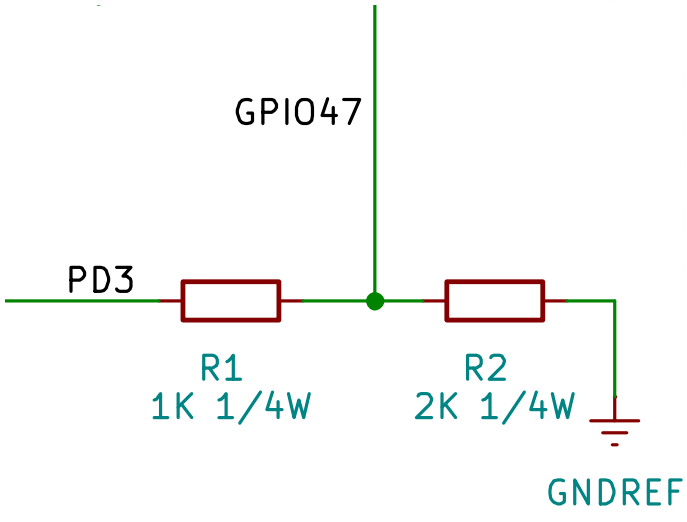 GPIO47
PD3
R1
1K 1/4W
R2
2K 1/4W
GNDREF